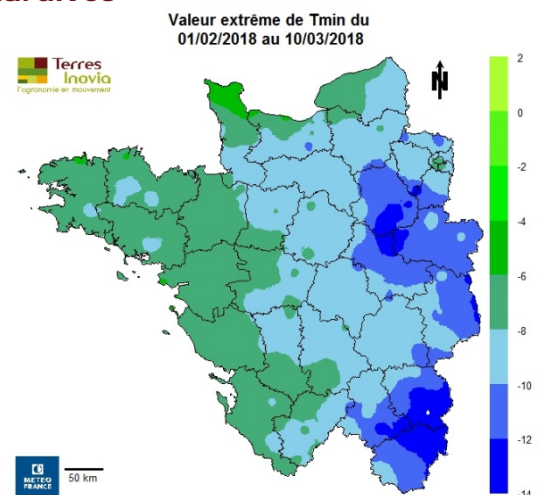 Valeur extrême de Tmin du
01/02/2018 au 10/03/2018
Terres
Inovia
l'agronomie en mouvement
N
2
0
-2
-4
-6
-8
-10
-12
-14
METEO
FRANCE
50 km